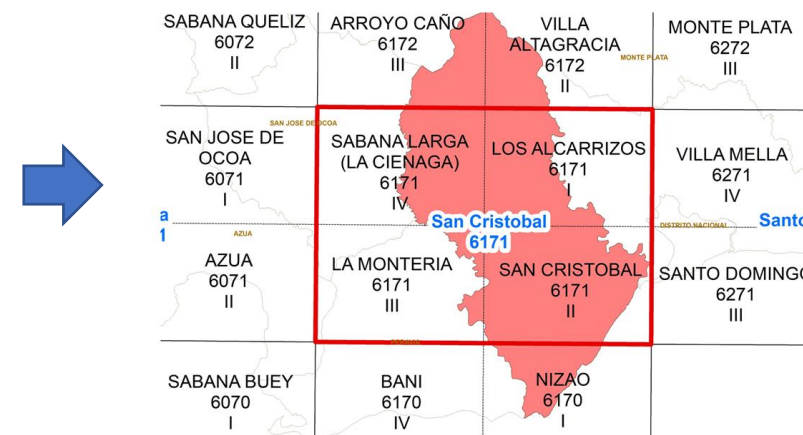 SABANA QUELIZ
6072
II
ARROYO CAÑO
6172
III
VILLA
ALTAGRACIA
6172
II
MONTE PLATA
MONTE PLATA
6272
III
SAN JOSE DE OCOA
SAN JOSE DE
OCOA
6071
I
SABANA LARGA
(LA CIENAGA)
6171
IV
LOS ALCARRIZOS
6171
I
VILLA MELLA
6271
IV
a
1
AZUA
San Cristobal
6171
DISTRITO NACIONAL
Santo
AZUA
6071
II
LA MONTERIA
6171
III
SAN CRISTOBAL
6171
II
SANTO DOMINGO
6271
III
SABANA BUEY
6070
I
BANI
6170
IV
NIZAO
6170
I